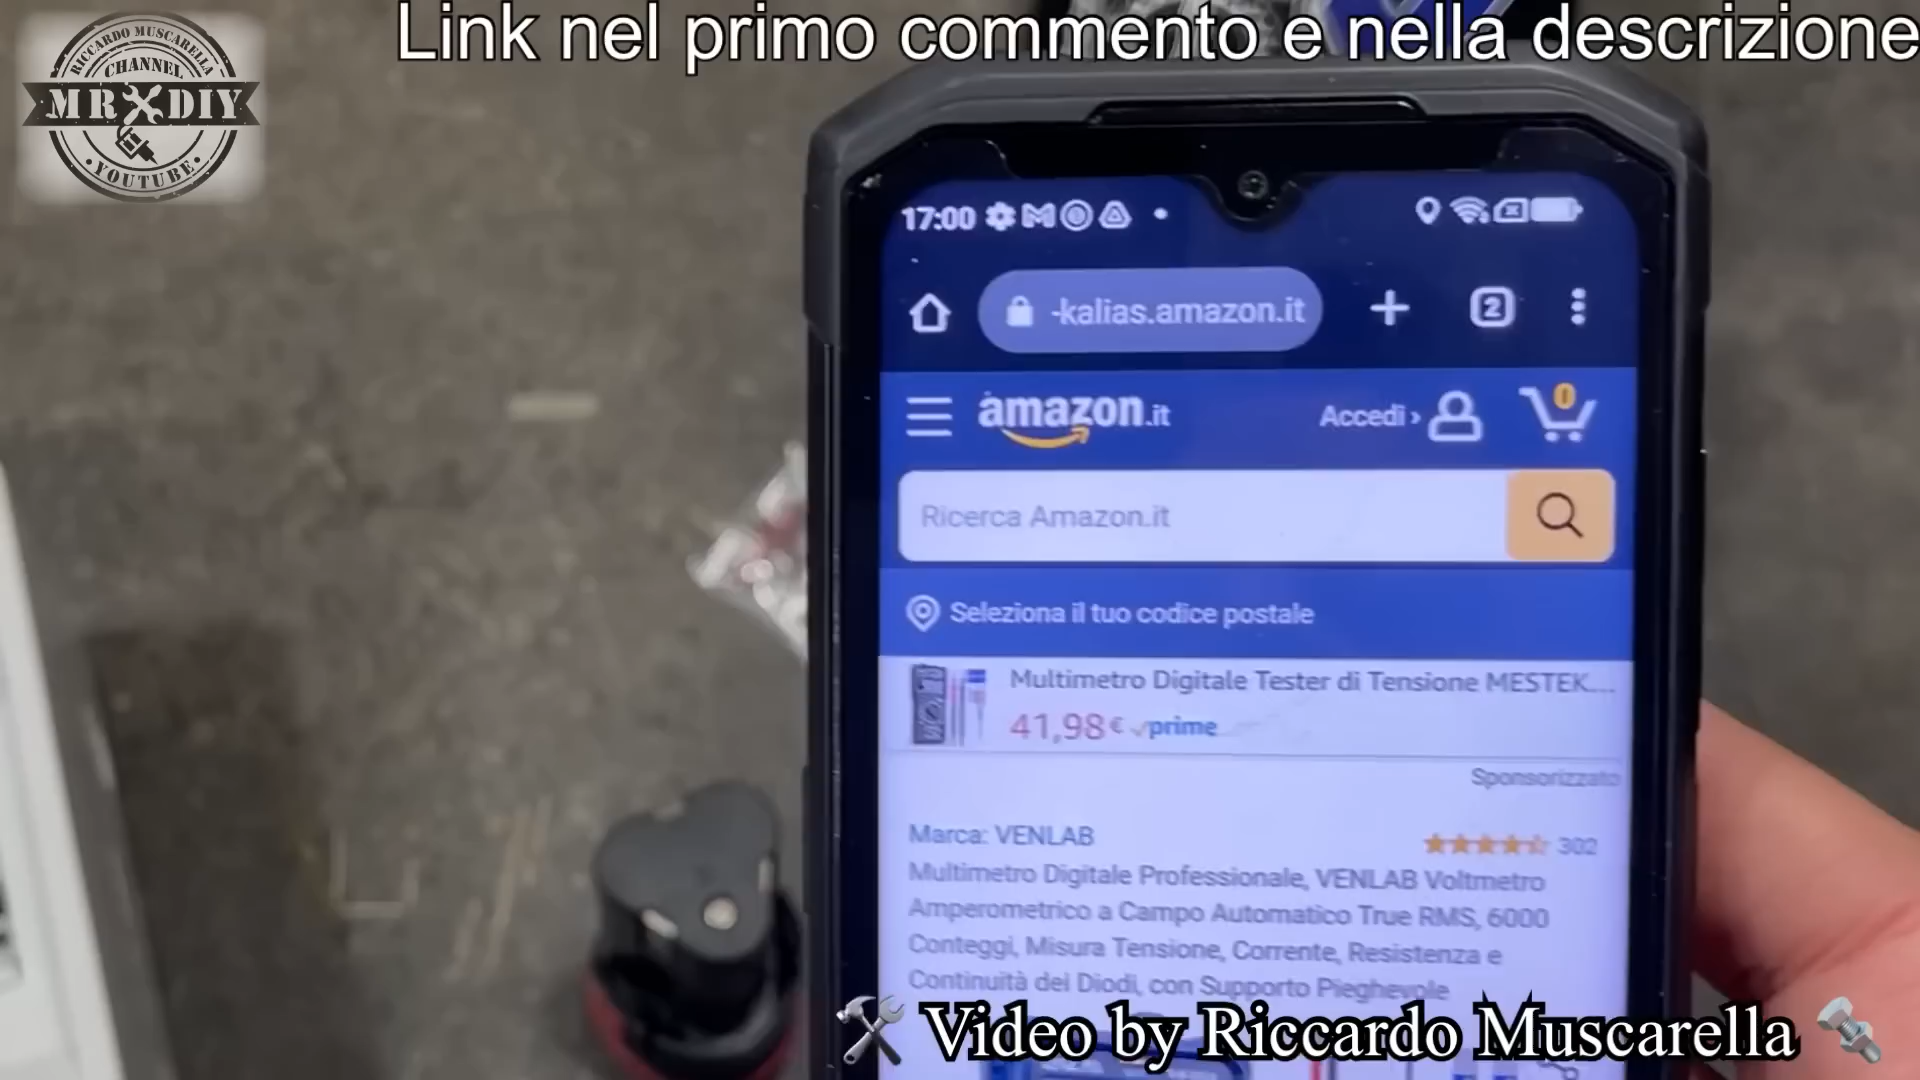 Link nel primo commento e nella descrizione
RICCARDO MUSCARELLA
CHANNEL
MR DIY
YOUTUBE
17:00
2
-kalias.amazon.it
amazon.it
Accedi ›
0
Ricerca Amazon.it
Seleziona il tuo codice postale
Multimetro Digitale Tester di Tensione MESTEK...
41,98€ prime
Sponsorizzato
Marca: VENLAB
302
Multimetro Digitale Professionale, VENLAB Voltmetro
Amperometrico a Campo Automatico True RMS, 6000
Conteggi, Misura Tensione, Corrente, Resistenza e
Continuità dei Diodi, con Supporto Pieghevole
Video by Riccardo Muscarella